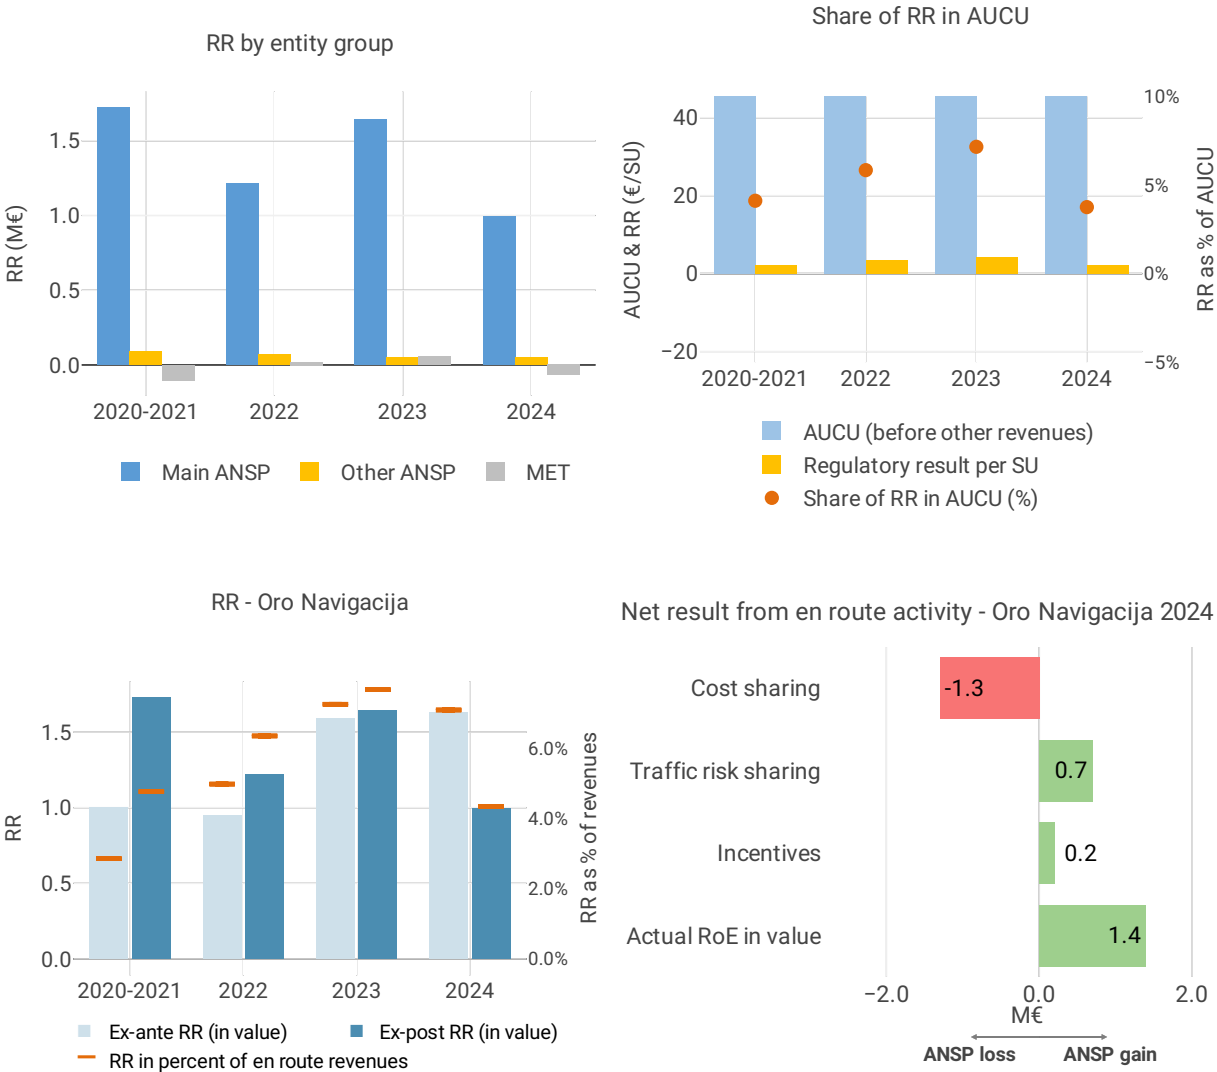 RR by entity group
RR (M€)
1.5
1.0
0.5
0.0
2020-2021
2022
2023
2024
Main ANSP
Other ANSP
MET
Share of RR in AUCU
AUCU & RR (€/SU)
40
20
0
−20
10%
5%
0%
−5%
RR as % of AUCU
2020-2021
2022
2023
2024
AUCU (before other revenues)
Regulatory result per SU
Share of RR in AUCU (%)
RR - Oro Navigacija
RR
1.5
1.0
0.5
0.0
6.0%
4.0%
2.0%
0.0%
RR as % of revenues
2020-2021
2022
2023
2024
Ex-ante RR (in value)
Ex-post RR (in value)
RR in percent of en route revenues
Net result from en route activity - Oro Navigacija 2024
Cost sharing
-1.3
Traffic risk sharing
0.7
Incentives
0.2
Actual RoE in value
1.4
−2.0
0.0
2.0
M€
ANSP loss
ANSP gain